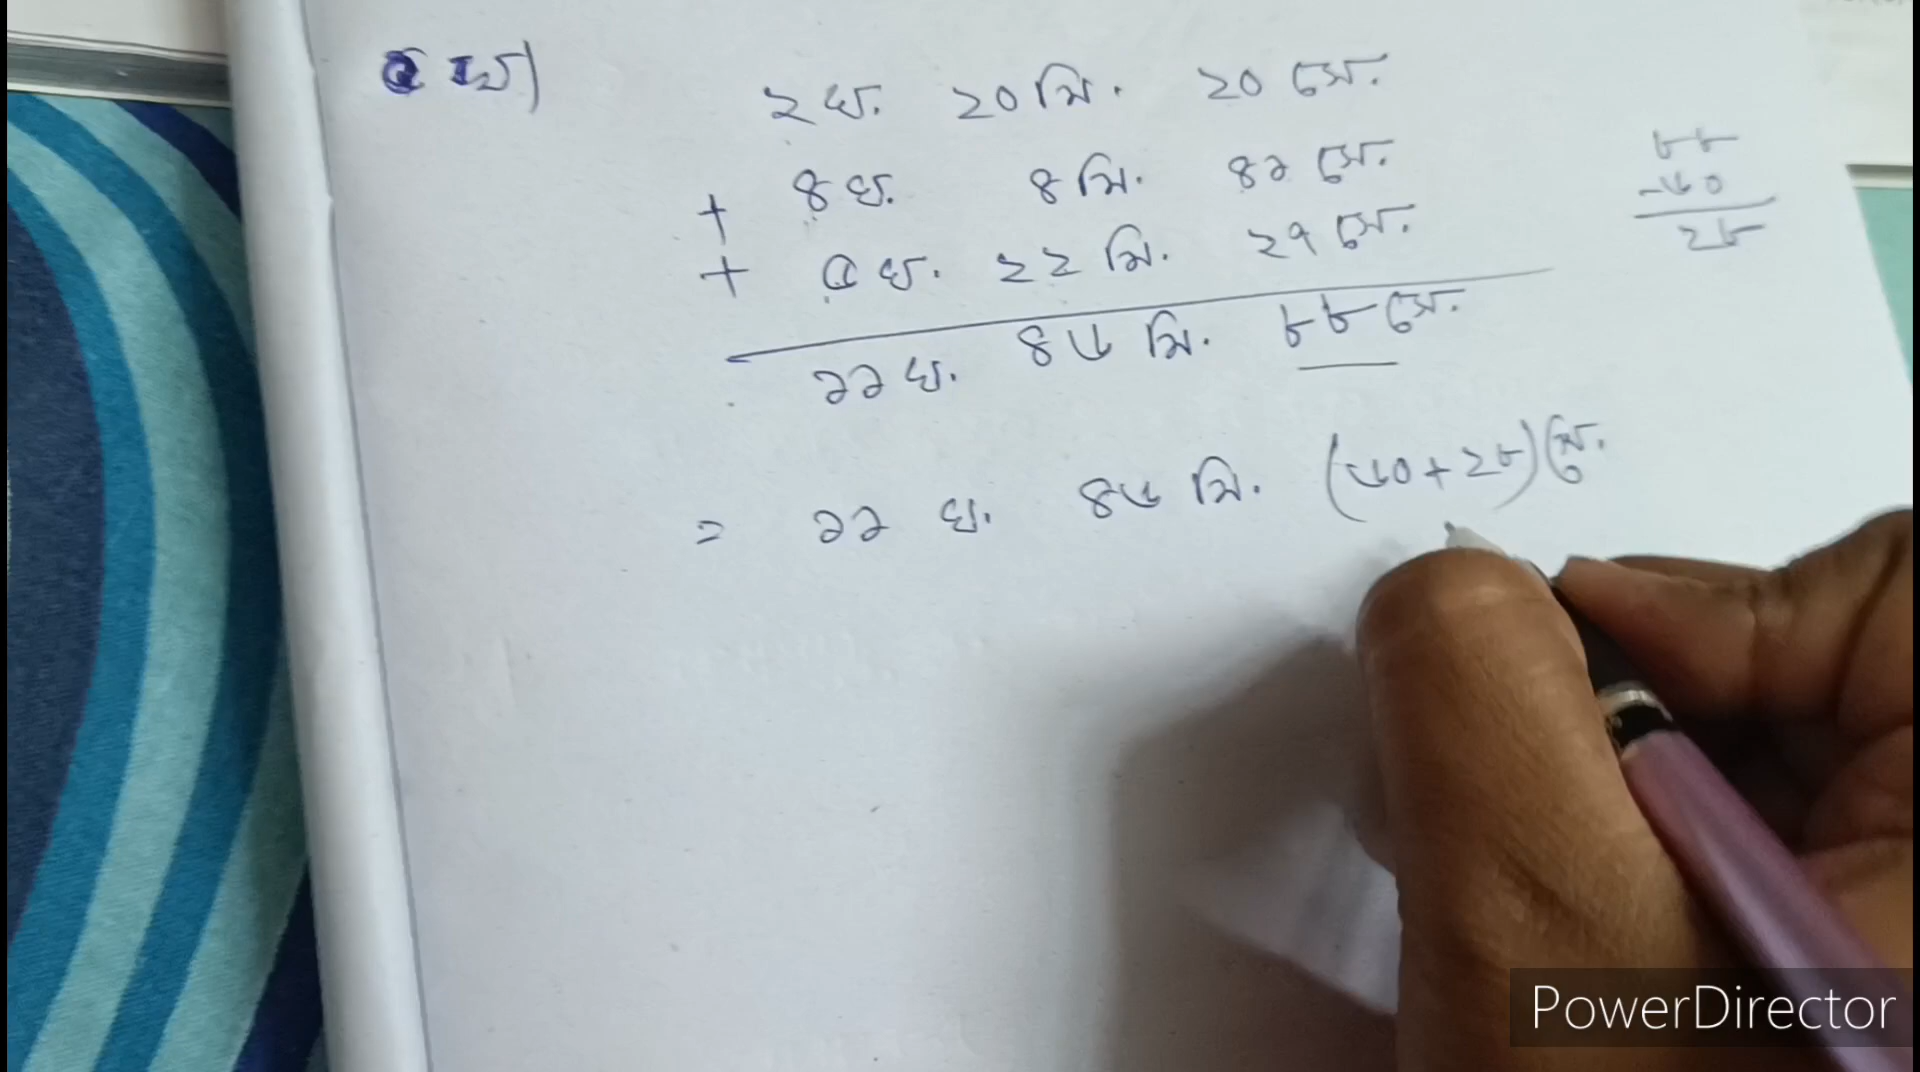 ঘ)
২ ঘ. ২০ মি. ২০ সে.
+ ৪ ঘ. ৪ মি. ৪১ সে.
+ ৫ ঘ. ২২ মি. ২৭ সে.
১১ ঘ. ৪৬ মি. ৮৮ সে.
৮৮
-৬০
২৮
= ১১ ঘ. ৪৬ মি. (৬০+২৮) সে.
PowerDirector